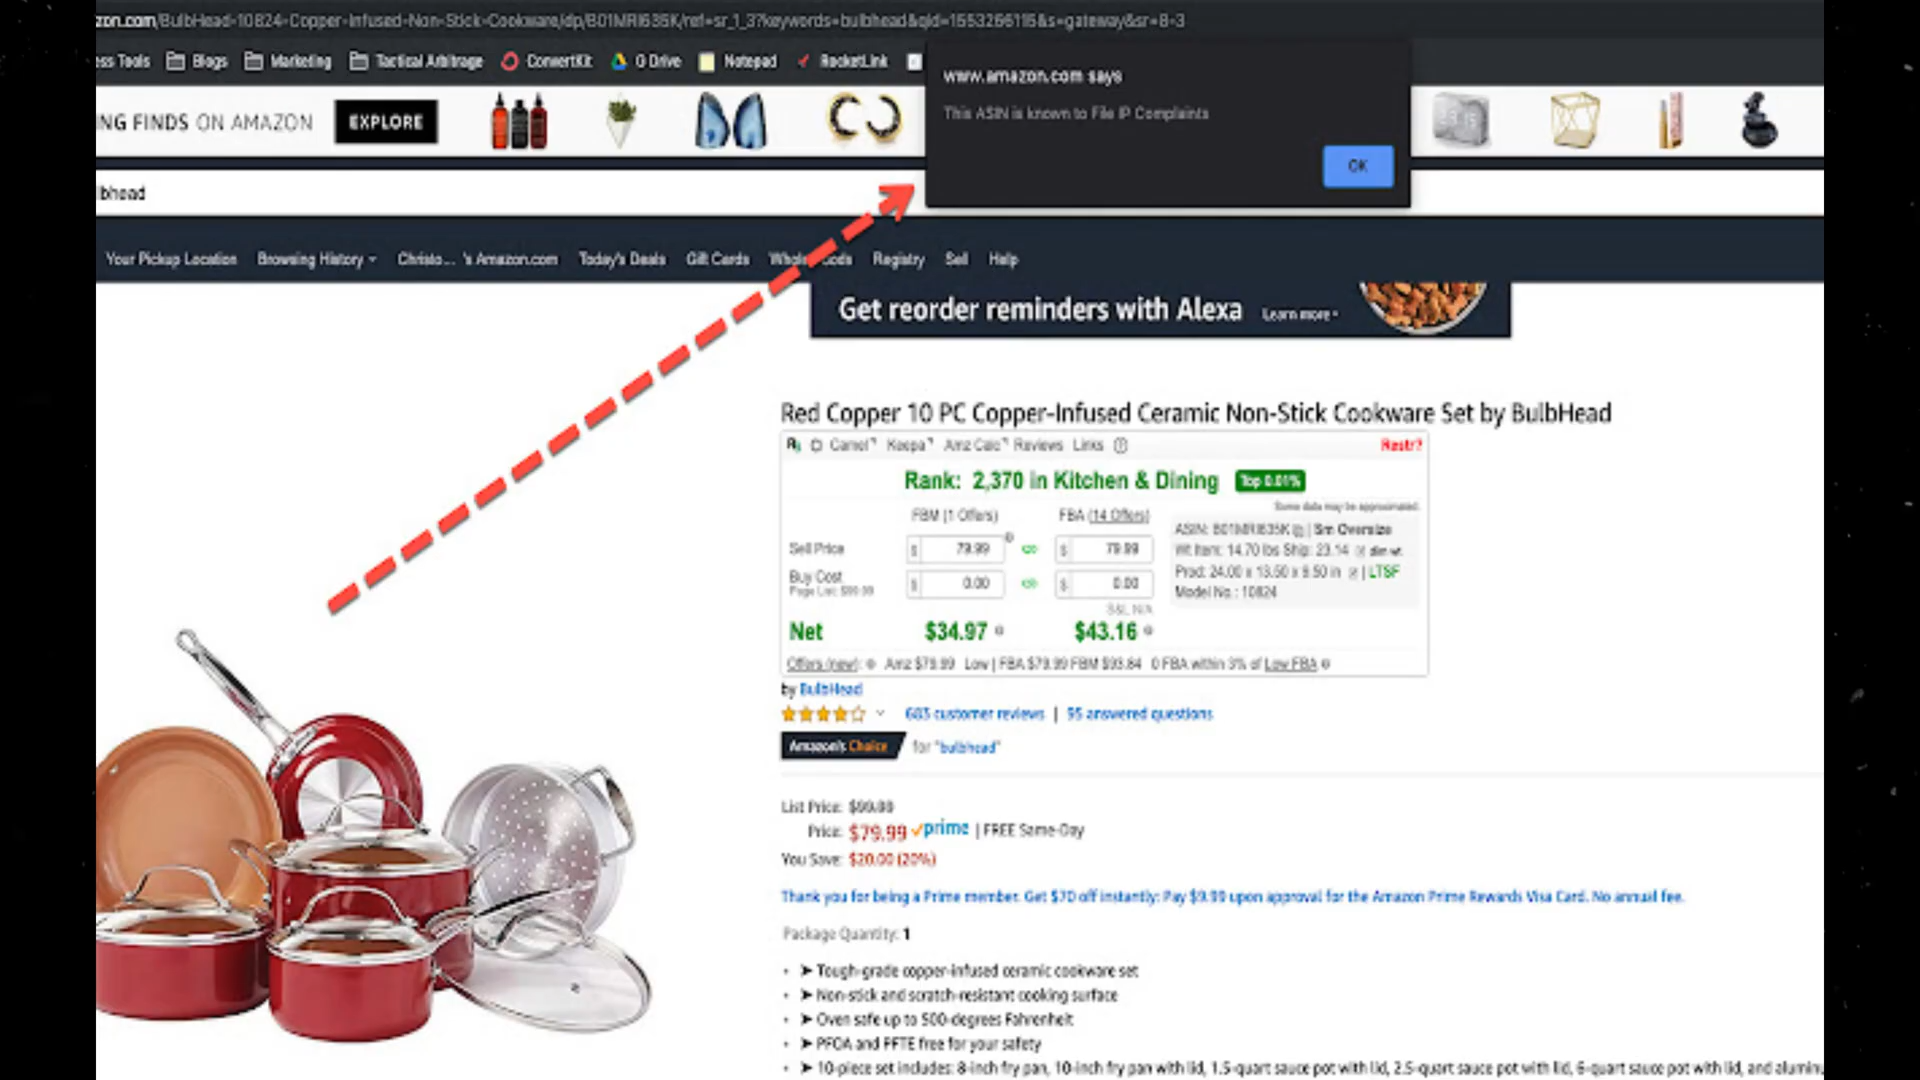 zon.com/BulbHead-10824-Copper-Infused-Non-Stick-Cookware/dp/B01MRI635K/ref=sr_1_3?keywords=bulbhead&qid=1553266115&s=gateway&sr=8-3
ess Tools Blogs Marketing Tactical Arbitrage ConvertKit G Drive Notepad RocketLink
www.amazon.com says
This ASIN is known to File IP Complaints
OK
NG FINDS ON AMAZON EXPLORE
lbhead
Your Pickup Location Browsing History Christo... 's Amazon.com Today's Deals Gift Cards Whole Foods Registry Sell Help
Get reorder reminders with Alexa Learn more
Red Copper 10 PC Copper-Infused Ceramic Non-Stick Cookware Set by BulbHead
Camel Keepa Amz Calc Reviews Links Restr?
Rank: 2,370 in Kitchen & Dining Top 0.01%
Some data may be approximated.
FBM (1 Offers) FBA (14 Offers)
ASIN: B01MRI635K | Sm Oversize
Sell Price $ 79.99 $ 79.99
Wt Item: 14.70 lbs Ship: 23.14 dim wt
Buy Cost $ 0.00 $ 0.00
Page List: $99.99
Prod: 24.00 x 13.50 x 9.50 in | LTSF
Model No.: 10824
S&L N/A
Net $34.97 $43.16
Offers (new): Amz $79.99 Low | FBA $79.99 FBM $93.84 0 FBA within 3% of Low FBA
by BulbHead
683 customer reviews | 95 answered questions
Amazon's Choice for "bulbhead"
List Price: $99.99
Price: $79.99 prime | FREE Same-Day
You Save: $20.00 (20%)
Thank you for being a Prime member. Get $70 off instantly: Pay $9.99 upon approval for the Amazon Prime Rewards Visa Card. No annual fee.
Package Quantity: 1
➤ Tough-grade copper-infused ceramic cookware set
➤ Non-stick and scratch-resistant cooking surface
➤ Oven safe up to 500-degrees Fahrenheit
➤ PFOA and PFTE free for your safety
➤ 10-piece set includes: 8-inch fry pan, 10-inch fry pan with lid, 1.5-quart sauce pot with lid, 2.5-quart sauce pot with lid, 6-quart sauce pot with lid, and alumin